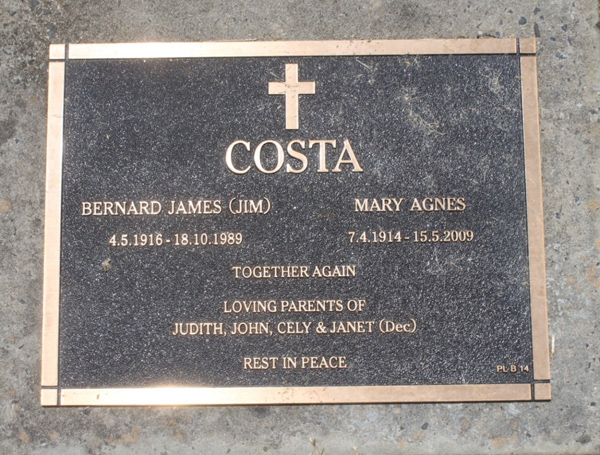 COSTA
BERNARD JAMES (JIM) MARY AGNES
4.5.1916 - 18.10.1989 7.4.1914 - 15.5.2009
TOGETHER AGAIN
LOVING PARENTS OF
JUDITH, JOHN, CELY & JANET (Dec)
REST IN PEACE
PL B 14